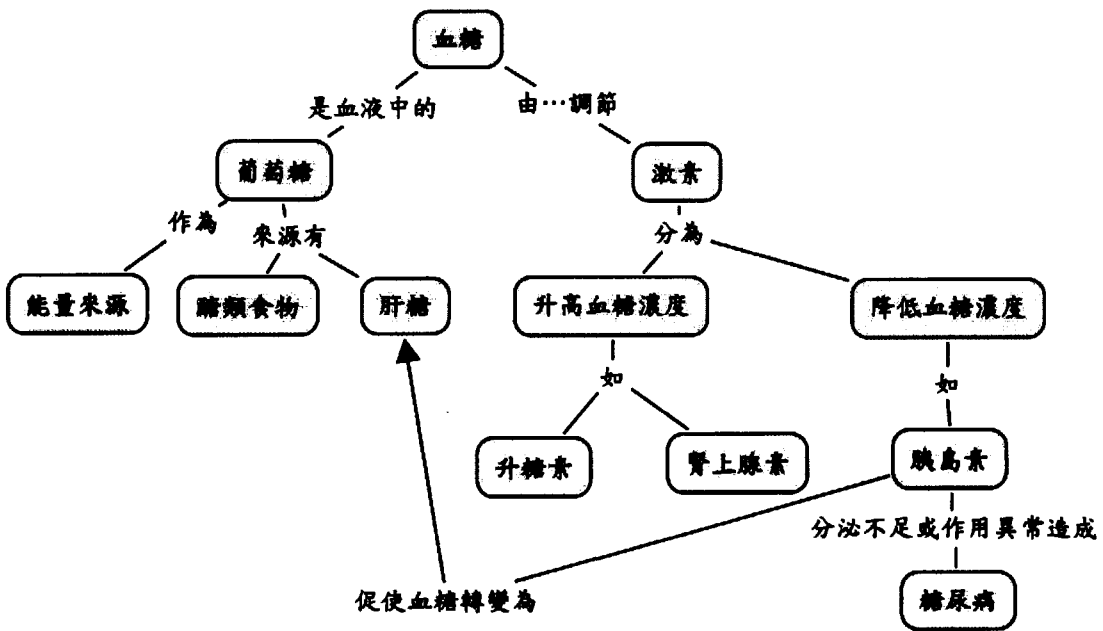 血糖
是血液中的
由…調節
葡萄糖
激素
作為
來源有
分為
能量來源
醣類食物
肝糖
升高血糖濃度
降低血糖濃度
如
如
升糖素
腎上腺素
胰島素
分泌不足或作用異常造成
促使血糖轉變為
糖尿病